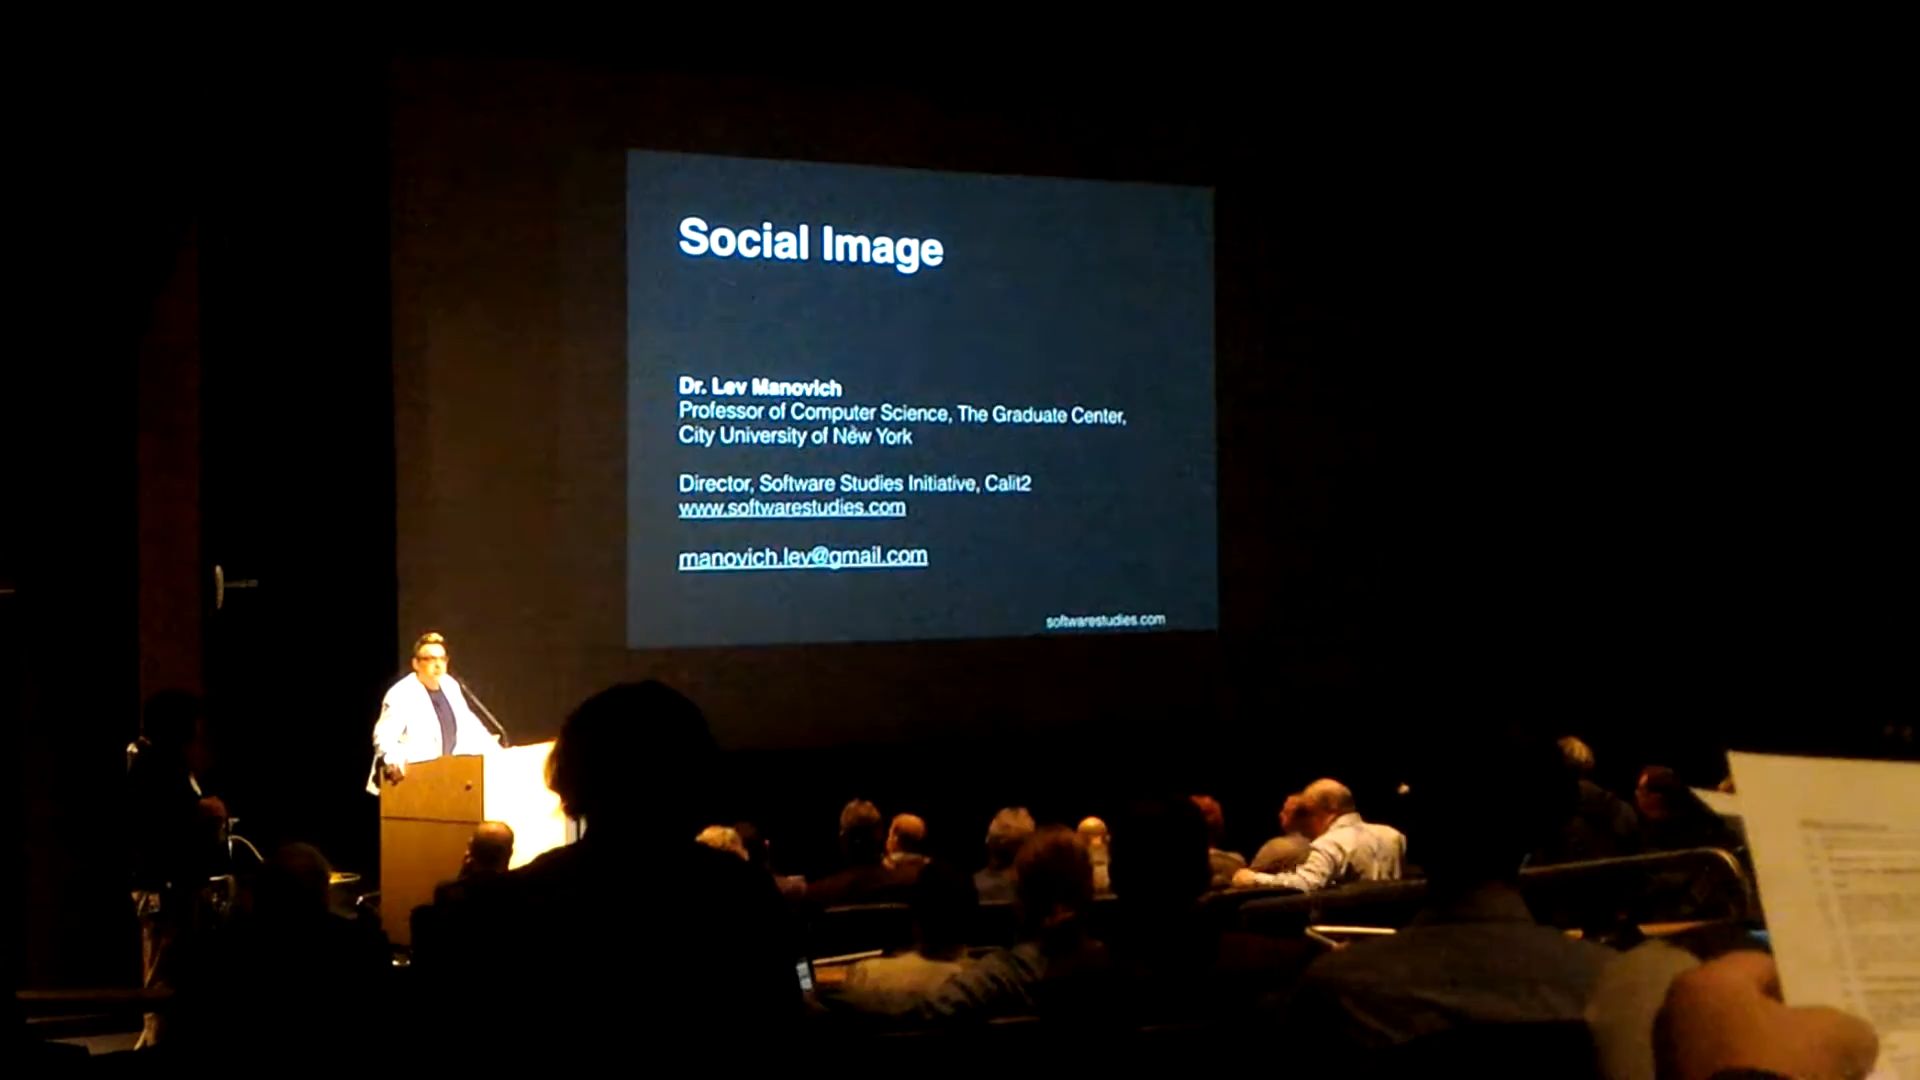 Social Image
Dr. Lev Manovich
Professor of Computer Science, The Graduate Center,
City University of New York
Director, Software Studies Initiative, Calit2
www.softwarestudies.com
manovich.lev@gmail.com
softwarestudies.com